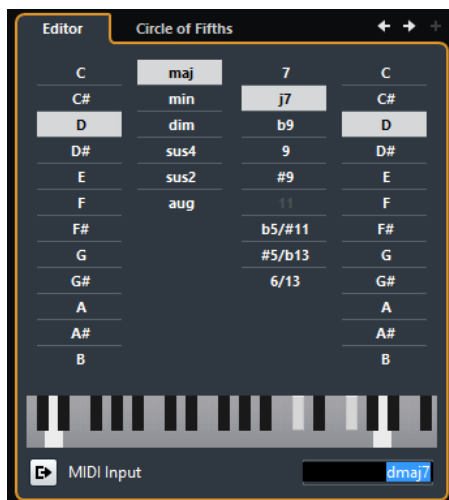 Editor Circle of Fifths
C maj 7 C
C# min j7 C#
D dim b9 D
D# sus4 9 D#
E sus2 #9 E
F aug 11 F
F# b5/#11 F#
G #5/b13 G
G# 6/13 G#
A A
A# A#
B B
MIDI Input dmaj7